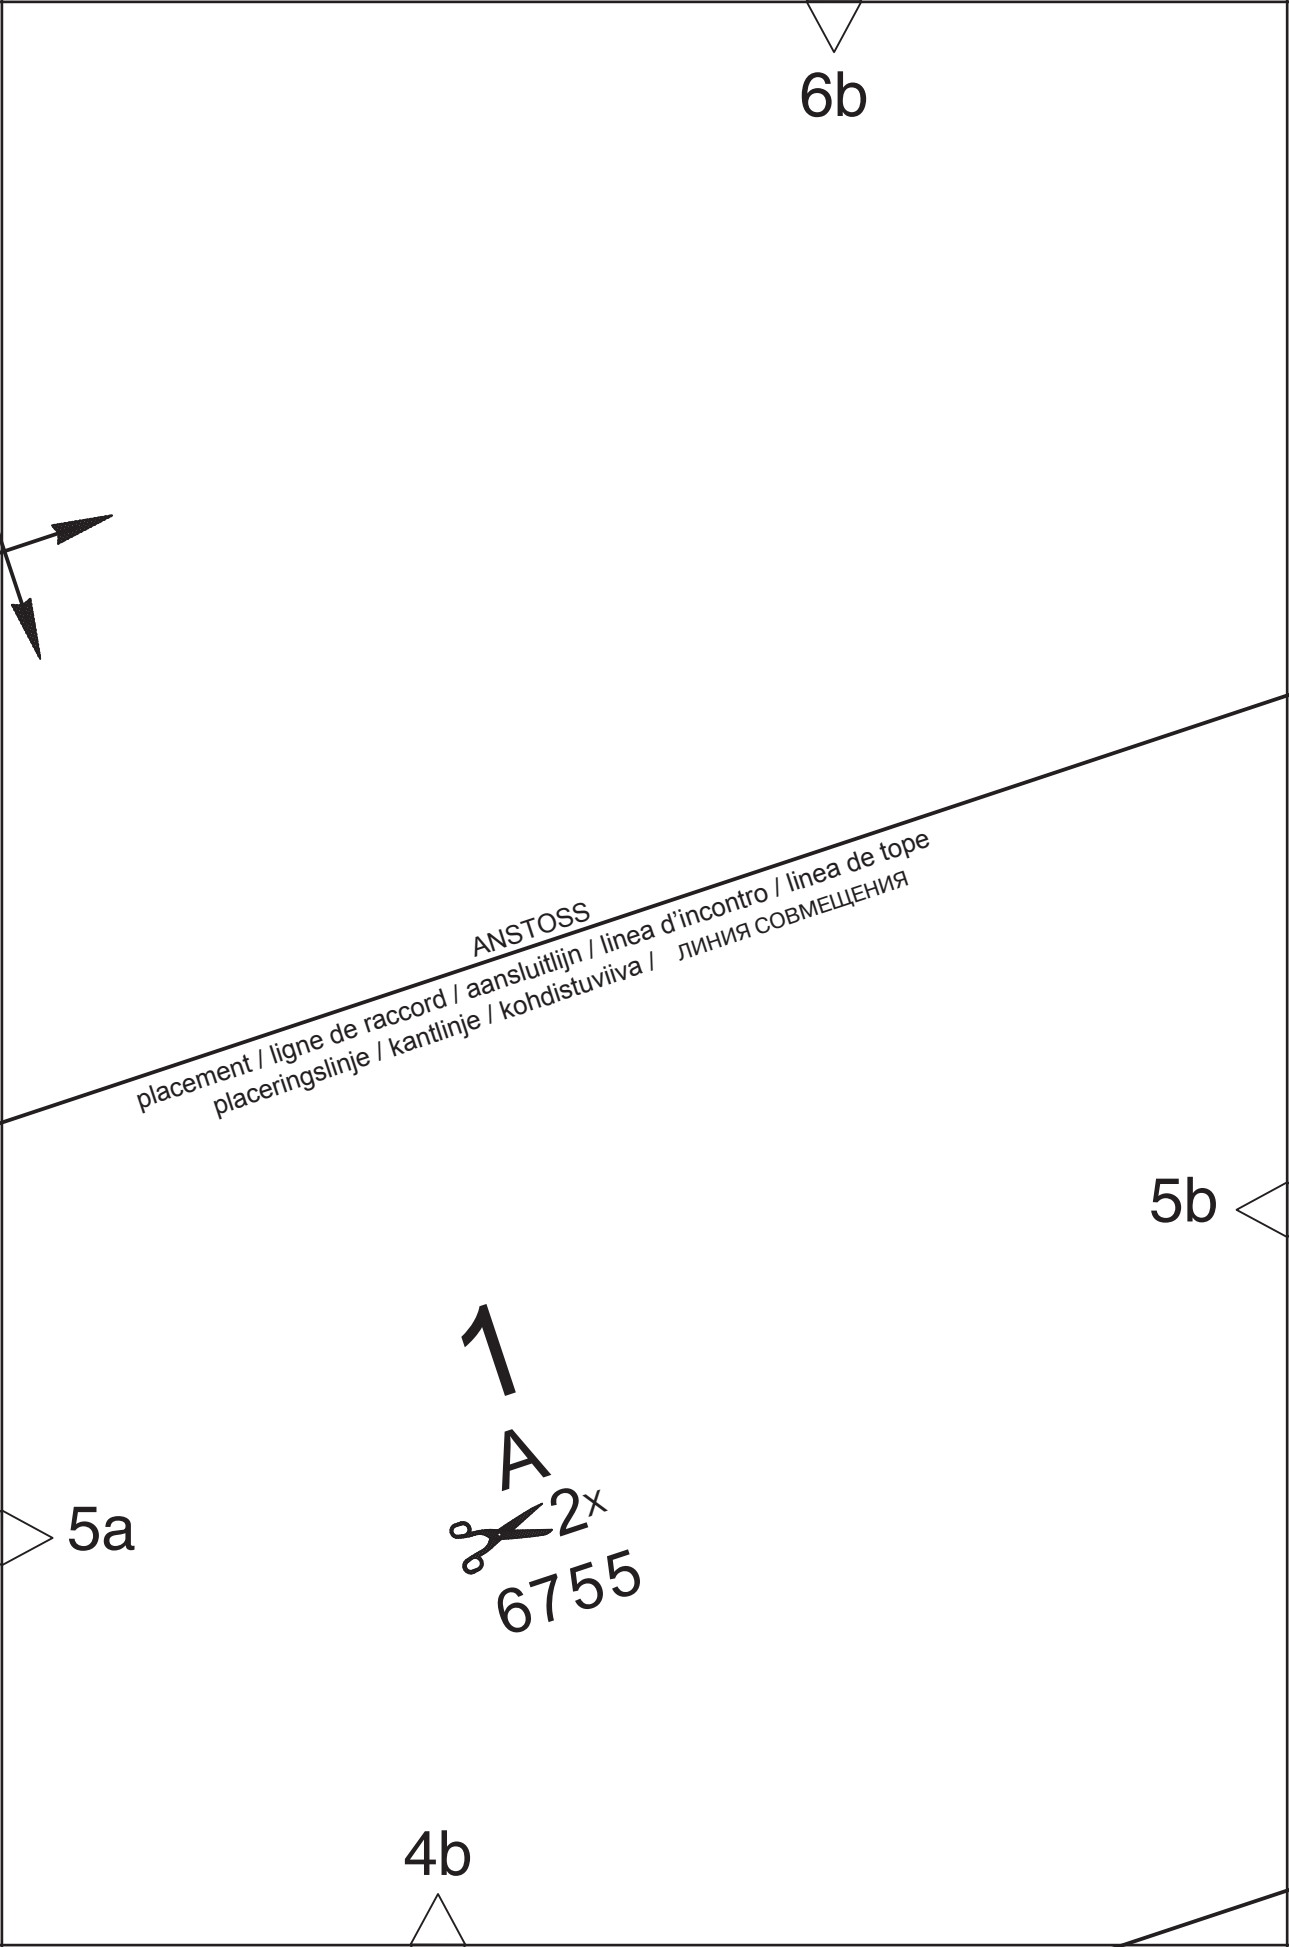 6b
ANSTOSS
placement / ligne de raccord / aansluitlijn / linea d’incontro / linea de tope
placeringslinje / kantlinje / kohdistuviiva / ЛИНИЯ СОВМЕЩЕНИЯ
5b
1
A
2x
5a
6755
4b